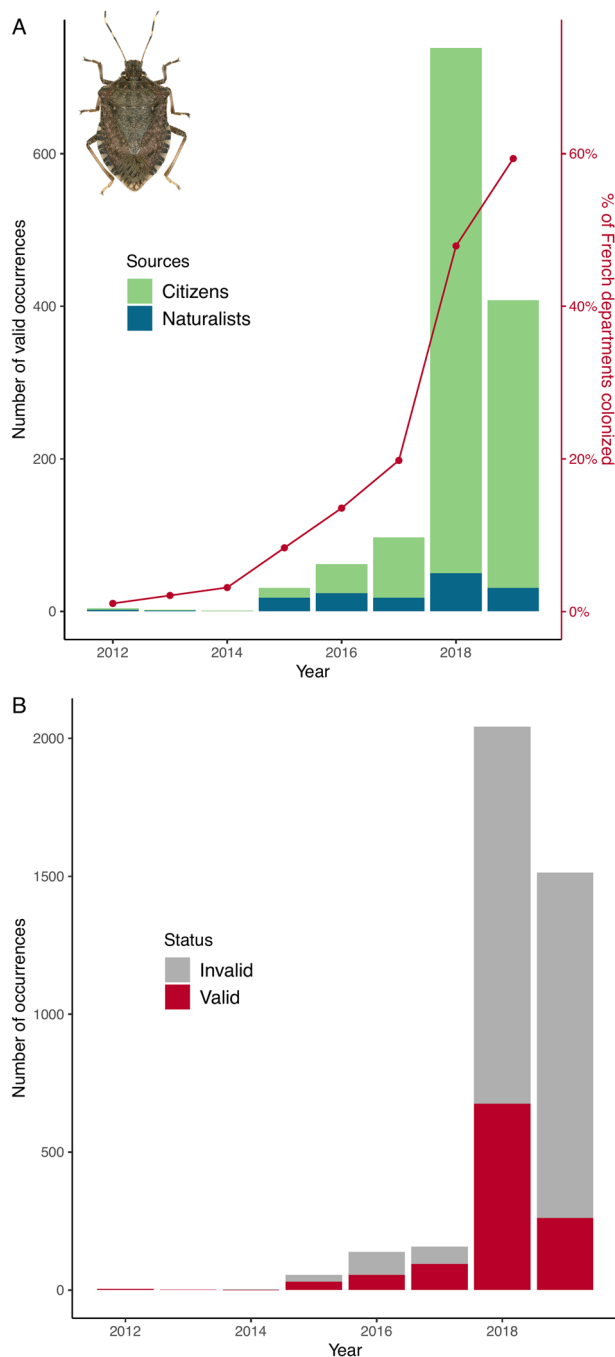 A
Number of valid occurrences
600
400
200
0
Sources
Citizens
Naturalists
60%
40%
20%
0%
% of French departments colonized
2012
2014
2016
2018
Year
B
Number of occurrences
2000
1500
1000
500
0
Status
Invalid
Valid
2012
2014
2016
2018
Year